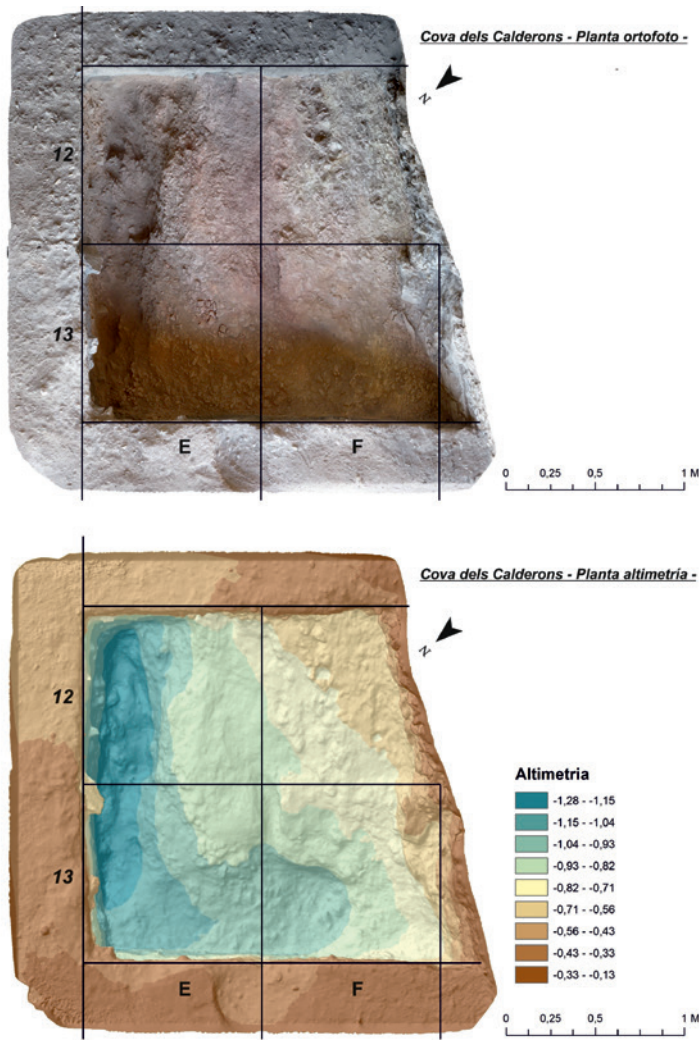 Cova dels Calderons - Planta ortofoto -
N
12
13
E
F
0
0,25
0,5
1 M
Cova dels Calderons - Planta altimetría -
N
12
13
E
F
Altimetria
-1,28 - -1,15
-1,15 - -1,04
-1,04 - -0,93
-0,93 - -0,82
-0,82 - -0,71
-0,71 - -0,56
-0,56 - -0,43
-0,43 - -0,33
-0,33 - -0,13
0
0,25
0,5
1 M